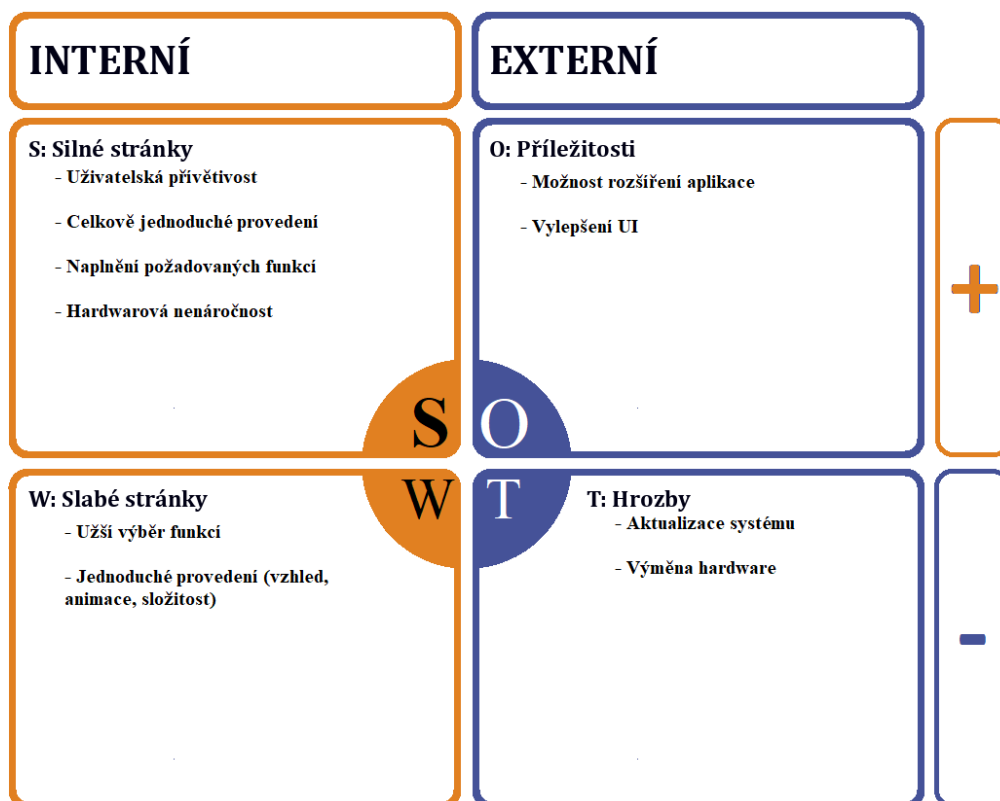 INTERNÍ
EXTERNÍ
S: Silné stránky
- Uživatelská přívětivost
- Celkově jednoduché provedení
- Naplnění požadovaných funkcí
- Hardwarová nenáročnost
O: Příležitosti
- Možnost rozšíření aplikace
- Vylepšení UI
+
S
O
W: Slabé stránky
- Užší výběr funkcí
- Jednoduché provedení (vzhled,
animace, složitost)
W
T
T: Hrozby
- Aktualizace systému
- Výměna hardware
-